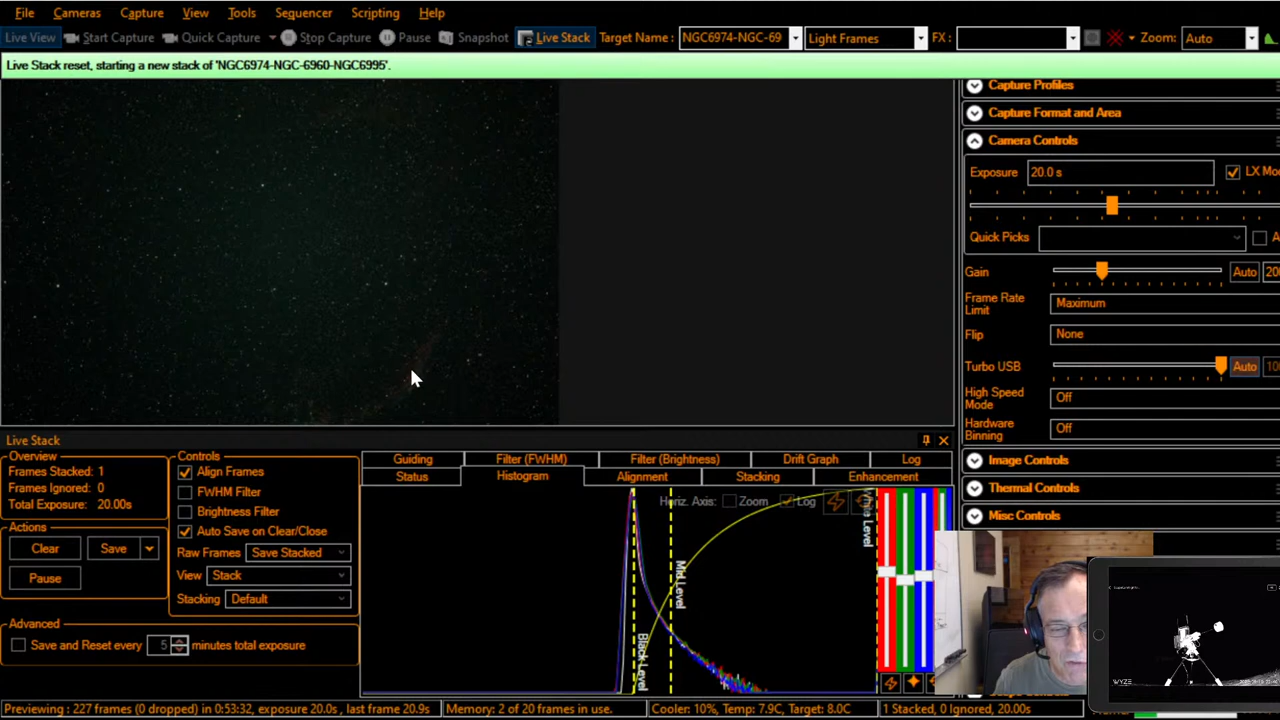 File Cameras Capture View Tools Sequencer Scripting Help
Live View Start Capture Quick Capture Stop Capture Pause Snapshot Live Stack Target Name : NGC6974-NGC-69 Light Frames FX : Zoom: Auto
Live Stack reset, starting a new stack of 'NGC6974-NGC-6960-NGC6995'.
Capture Profiles
Capture Format and Area
Camera Controls
Exposure 20.0 s LX Mo
Quick Picks A
Gain Auto 20
Frame Rate Limit Maximum
Flip None
Turbo USB Auto 10
High Speed Mode Off
Hardware Binning Off
Image Controls
Thermal Controls
Misc Controls
Live Stack
Overview
Frames Stacked: 1
Frames Ignored: 0
Total Exposure: 20.00s
Actions
Clear Save
Pause
Controls
Align Frames
FWHM Filter
Brightness Filter
Auto Save on Clear/Close
Raw Frames Save Stacked
View Stack
Stacking Default
Advanced
Save and Reset every 5 minutes total exposure
Guiding Filter (FWHM) Filter (Brightness) Drift Graph Log
Status Histogram Alignment Stacking Enhancement
Horiz. Axis: Zoom Log
Black Level
Mid Level
White Level
WYZE
Previewing : 227 frames (0 dropped) in 0:53:32, exposure 20.0s , last frame 20.9s Memory: 2 of 20 frames in use. Cooler: 10%, Temp: 7.9C, Target: 8.0C 1 Stacked, 0 Ignored, 20.00s